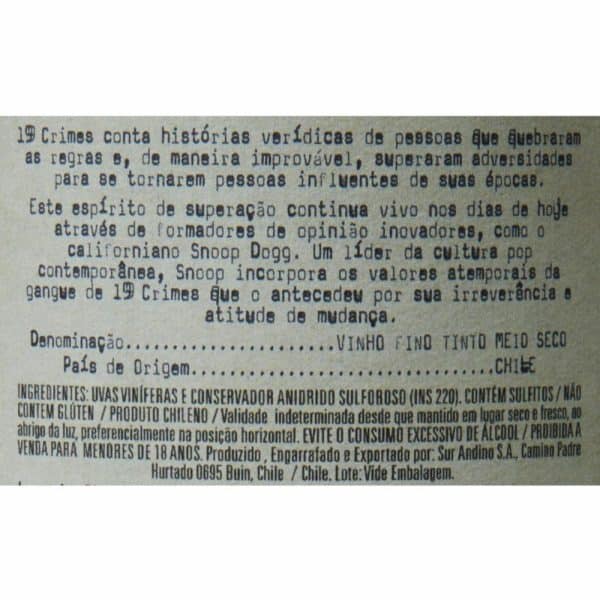 19 Crimes conta histórias verídicas de pessoas que quebraram
as regras e, de maneira improvável, superaram adversidades
para se tornarem pessoas influentes de suas épocas.
Este espírito de superação continua vivo nos dias de hoje
através de formadores de opinião inovadores, como o
californiano Snoop Dogg. Um líder da cultura pop
contemporânea, Snoop incorpora os valores atemporais da
gangue de 19 Crimes que o antecedeu por sua irreverência e
atitude de mudança.
Denominação......................VINHO FINO TINTO MEIO SECO
País de Origem...................................CHILE
INGREDIENTES: UVAS VINÍFERAS E CONSERVADOR ANIDRIDO SULFOROSO (INS 220). CONTÉM SULFITOS / NÃO
CONTEM GLÚTEN / PRODUTO CHILENO / Validade indeterminada desde que mantido em lugar seco e fresco, ao
abrigo da luz, preferencialmente na posição horizontal. EVITE O CONSUMO EXCESSIVO DE ÁLCOOL / PROIBIDA A
VENDA PARA MENORES DE 18 ANOS. Produzido , Engarrafado e Exportado por: Sur Andino S.A., Camino Padre
Hurtado 0695 Buin, Chile / Chile. Lote: Vide Embalagem.